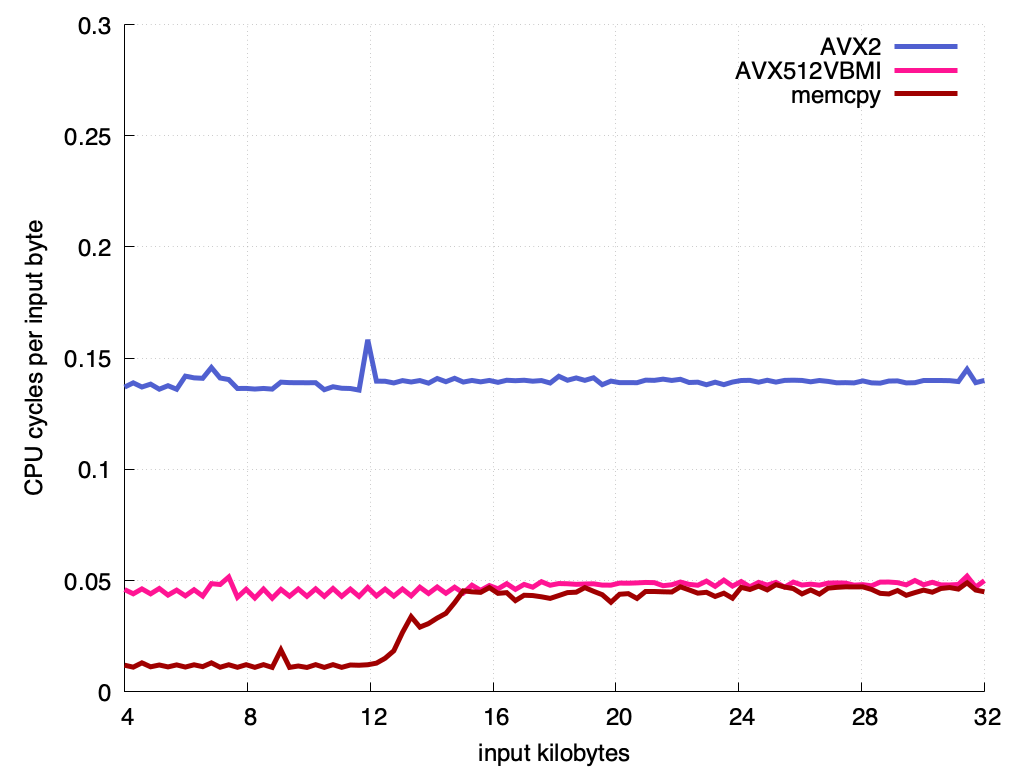 0.3
0.25
0.2
0.15
0.1
0.05
0
CPU cycles per input byte
AVX2
AVX512VBMI
memcpy
4 8 12 16 20 24 28 32
input kilobytes